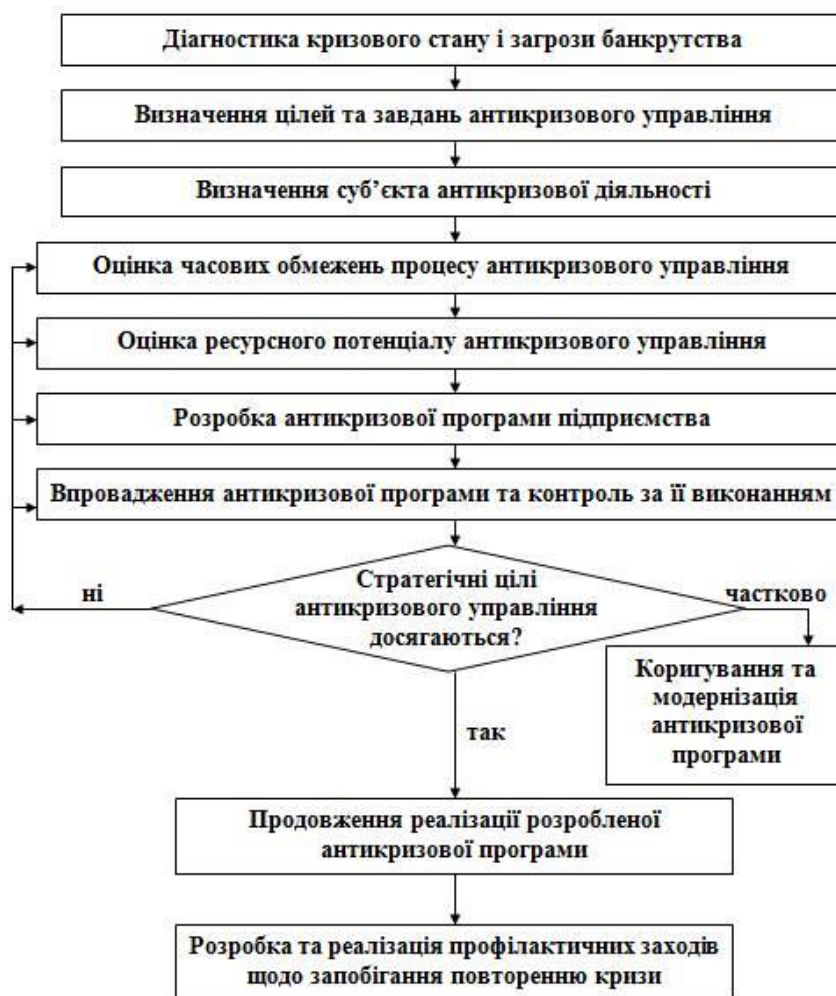 Діагностика кризового стану і загрози банкрутства
Визначення цілей та завдань антикризового управління
Визначення суб’єкта антикризової діяльності
Оцінка часових обмежень процесу антикризового управління
Оцінка ресурсного потенціалу антикризового управління
Розробка антикризової програми підприємства
Впровадження антикризової програми та контроль за її виконанням
Стратегічні цілі
антикризового управління
досягаються?
ні
частково
Коригування та
модернізація
антикризової
програми
так
Продовження реалізації розробленої
антикризової програми
Розробка та реалізація профілактичних заходів
щодо запобігання повторенню кризи